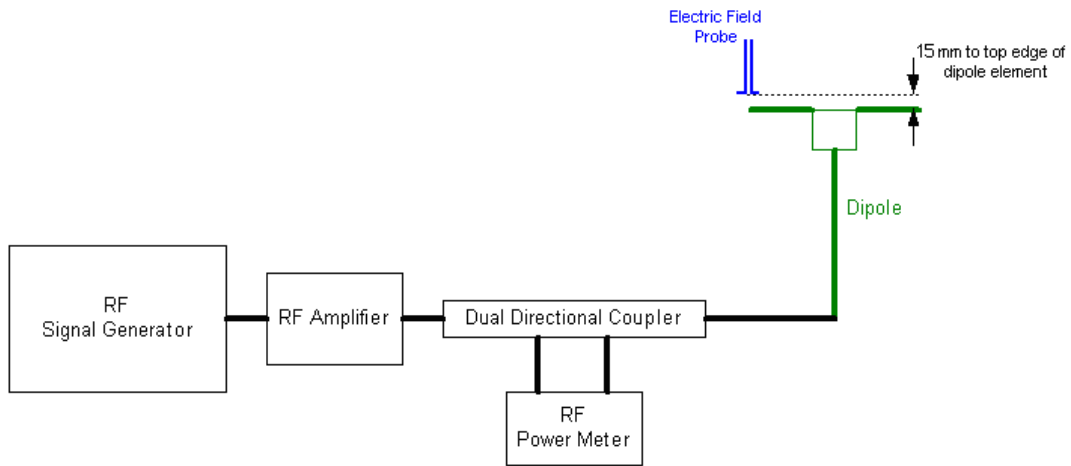 Electric Field
Probe
15 mm to top edge of
dipole element
Dipole
RF
Signal Generator
RF Amplifier
Dual Directional Coupler
RF
Power Meter